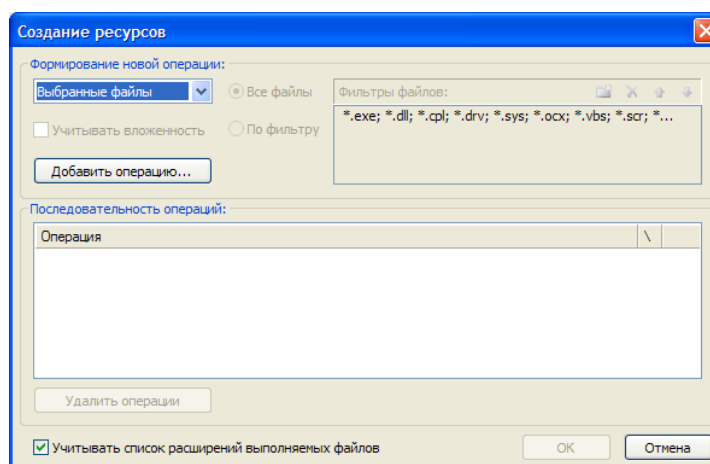 Создание ресурсов
Формирование новой операции:
Выбранные файлы
Все файлы
Фильтры файлов:
Учитывать вложенность
По фильтру
*.exe; *.dll; *.cpl; *.drv; *.sys; *.ocx; *.vbs; *.scr; *...
Добавить операцию...
Последовательность операций:
Операция \
Удалить операции
Учитывать список расширений выполняемых файлов
OK
Отмена